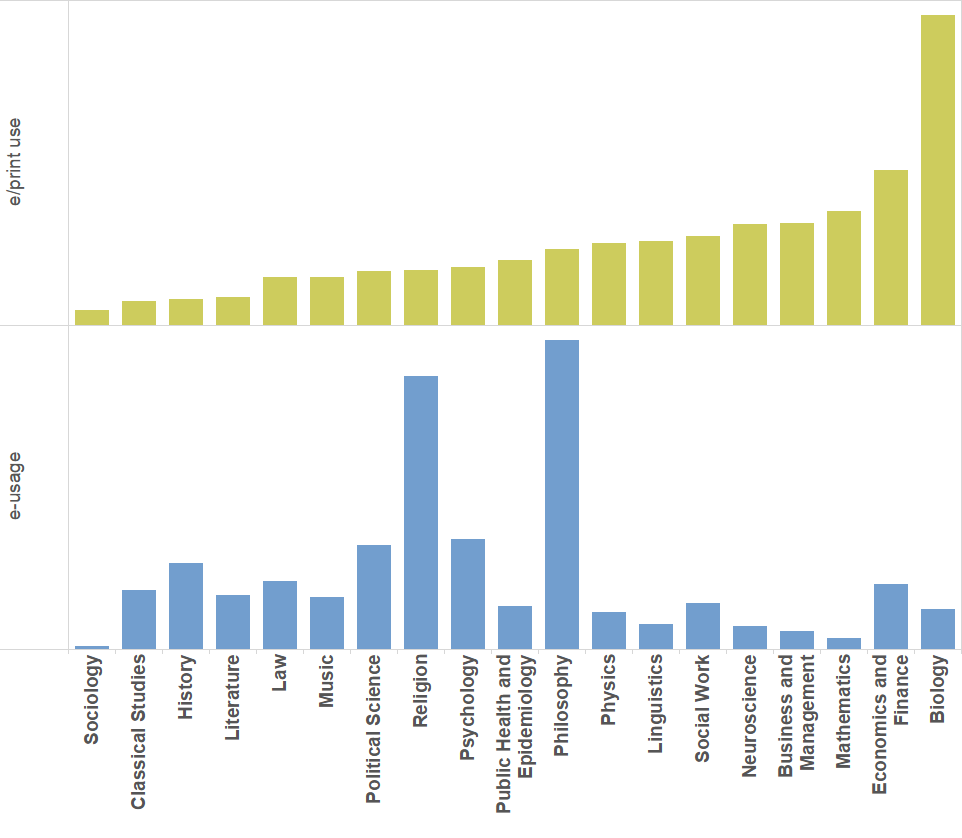 e/print use
e-usage
Sociology
Classical Studies
History
Literature
Law
Music
Political Science
Religion
Psychology
Public Health and
Epidemiology
Philosophy
Physics
Linguistics
Social Work
Neuroscience
Business and
Management
Mathematics
Economics and
Finance
Biology